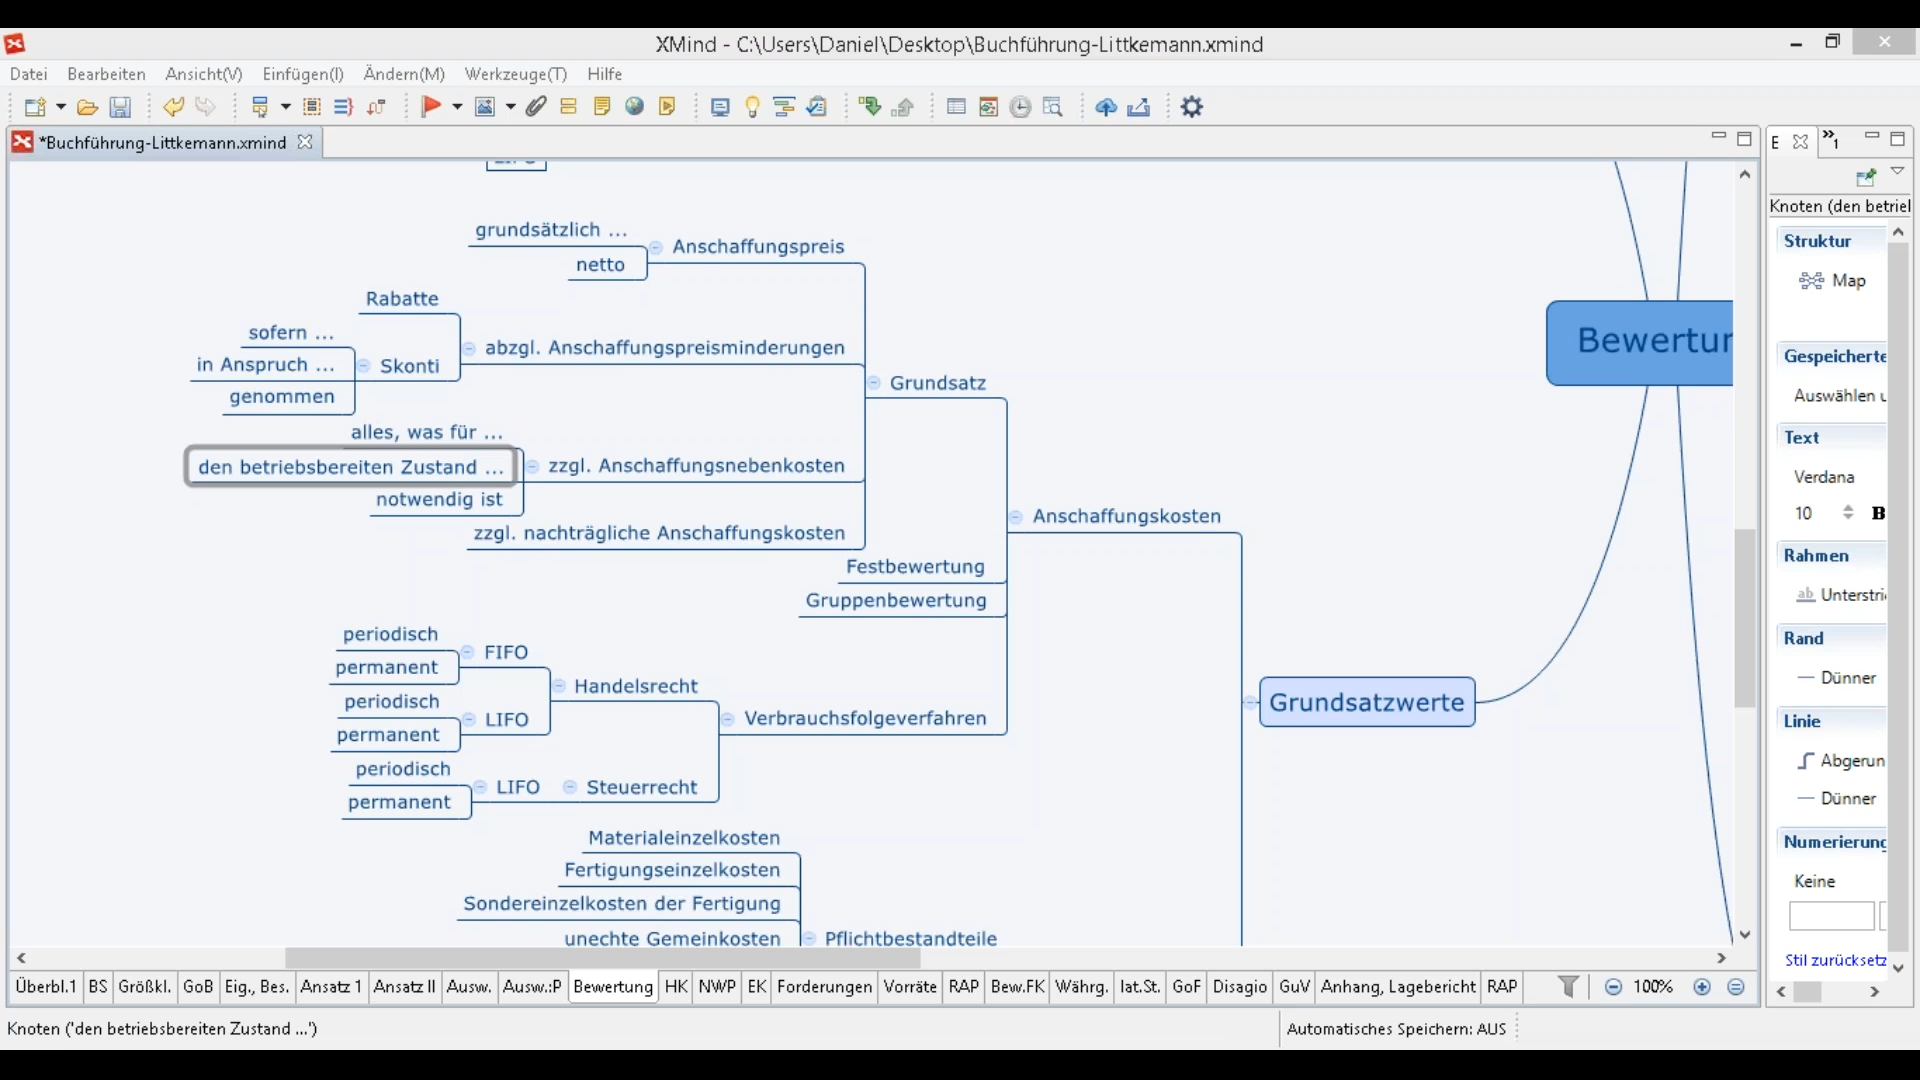 XMind - C:\Users\Daniel\Desktop\Buchführung-Littkemann.xmind
Datei Bearbeiten Ansicht(V) Einfügen(I) Ändern(M) Werkzeuge(T) Hilfe
*Buchführung-Littkemann.xmind
E
»1
Knoten (den betriel
grundsätzlich ...
netto
Anschaffungspreis
Rabatte
sofern ...
in Anspruch ...
genommen
Skonti
abzgl. Anschaffungspreisminderungen
Grundsatz
alles, was für ...
den betriebsbereiten Zustand ...
notwendig ist
zzgl. Anschaffungsnebenkosten
zzgl. nachträgliche Anschaffungskosten
Anschaffungskosten
Festbewertung
Gruppenbewertung
periodisch
permanent
FIFO
Handelsrecht
periodisch
permanent
LIFO
Verbrauchsfolgeverfahren
periodisch
permanent
LIFO
Steuerrecht
Grundsatzwerte
Bewertur
Materialeinzelkosten
Fertigungseinzelkosten
Sondereinzelkosten der Fertigung
unechte Gemeinkosten
Pflichtbestandteile
Struktur
Map
Gespeicherte
Auswählen u
Text
Verdana
10 B
Rahmen
ab Unterstri
Rand
Dünner
Linie
Abgerun
Dünner
Numerierung
Keine
Stil zurücksetz
Überbl.1 BS Größkl. GoB Eig., Bes. Ansatz 1 Ansatz II Ausw. Ausw.:P Bewertung HK NWP EK Forderungen Vorräte RAP Bew.FK Währg. lat.St. GoF Disagio GuV Anhang, Lagebericht RAP 100%
Knoten ('den betriebsbereiten Zustand ...')
Automatisches Speichern: AUS